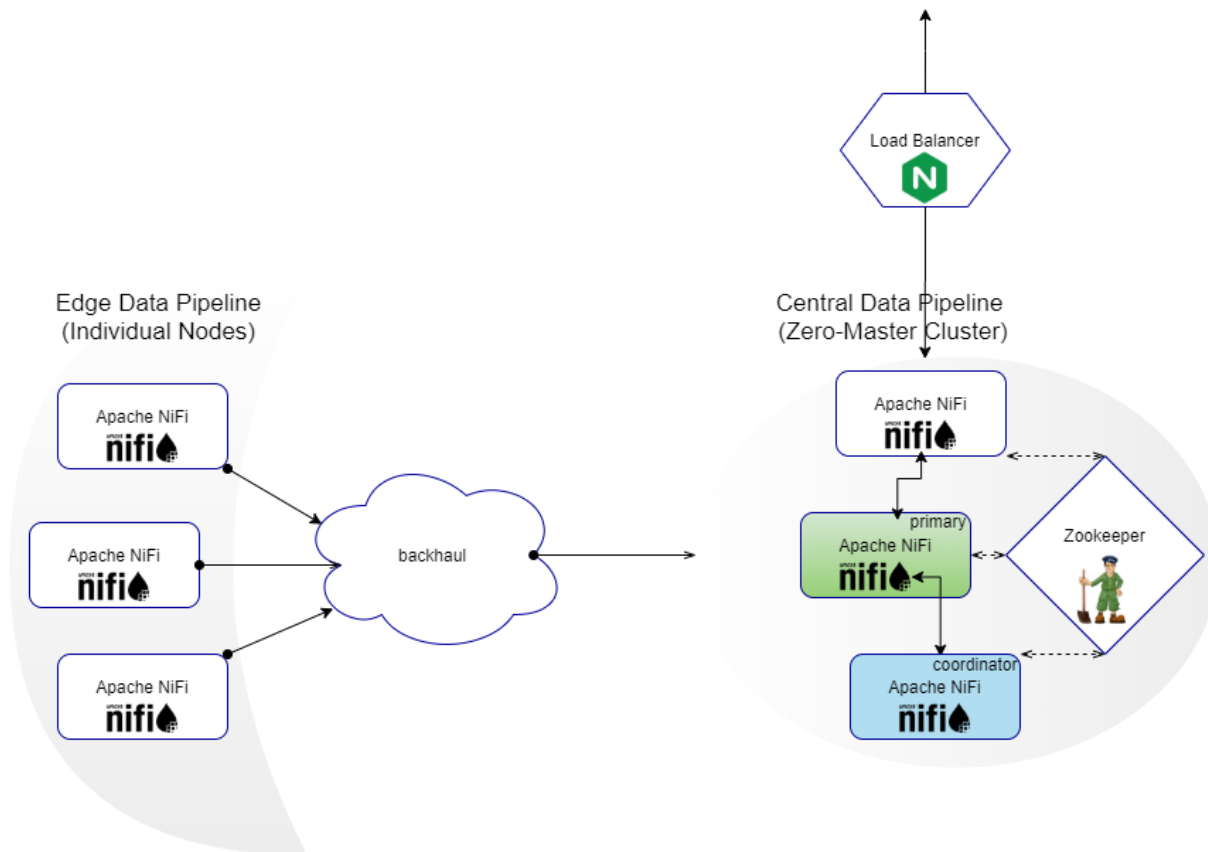 Load Balancer
N
Edge Data Pipeline
(Individual Nodes)
Central Data Pipeline
(Zero-Master Cluster)
Apache NiFi
nifi
Apache NiFi
nifi
Apache NiFi
nifi
backhaul
Apache NiFi
nifi
primary
Apache NiFi
nifi
Zookeeper
coordinator
Apache NiFi
nifi